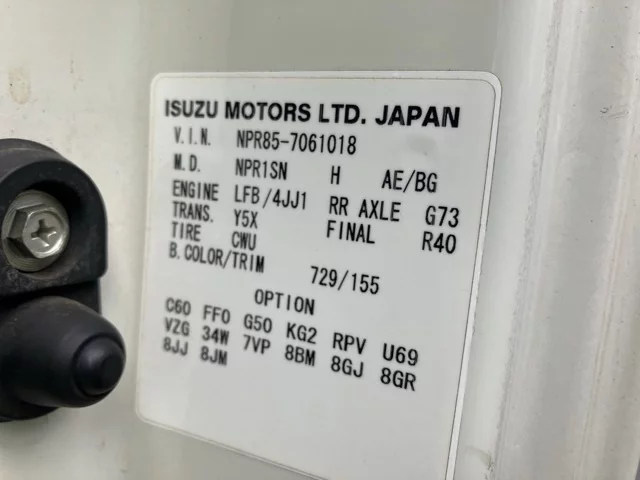 ISUZU MOTORS LTD. JAPAN
V.I.N. NPR85-7061018
M.D. NPR1SN H AE/BG
ENGINE LFB/4JJ1 RR AXLE G73
TRANS. Y5X FINAL R40
TIRE CWU
B.COLOR/TRIM 729/155
OPTION
C60 FF0 G50 KG2 RPV U69
VZG 34W 7VP 8BM 8GJ 8GR
8JJ 8JM